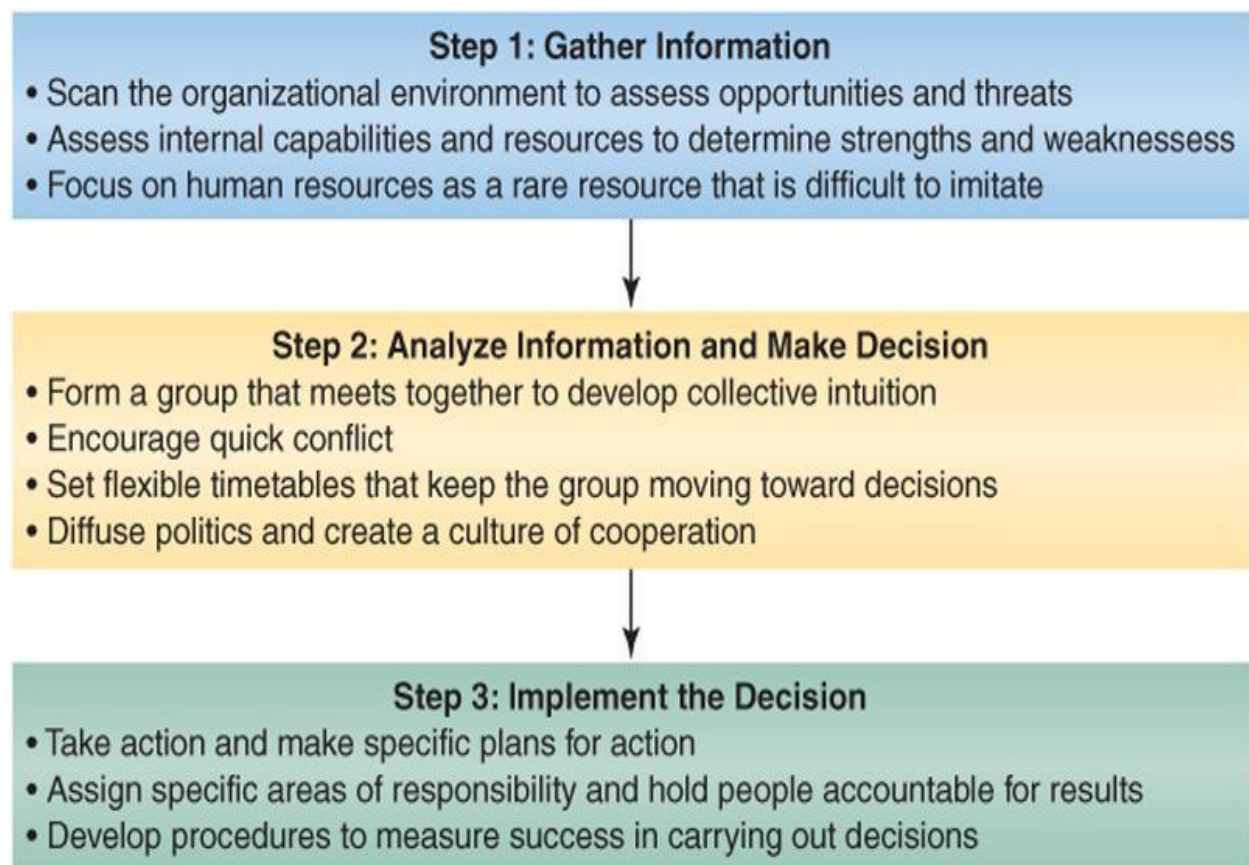 Step 1: Gather Information
• Scan the organizational environment to assess opportunities and threats
• Assess internal capabilities and resources to determine strengths and weaknessess
• Focus on human resources as a rare resource that is difficult to imitate
Step 2: Analyze Information and Make Decision
• Form a group that meets together to develop collective intuition
• Encourage quick conflict
• Set flexible timetables that keep the group moving toward decisions
• Diffuse politics and create a culture of cooperation
Step 3: Implement the Decision
• Take action and make specific plans for action
• Assign specific areas of responsibility and hold people accountable for results
• Develop procedures to measure success in carrying out decisions